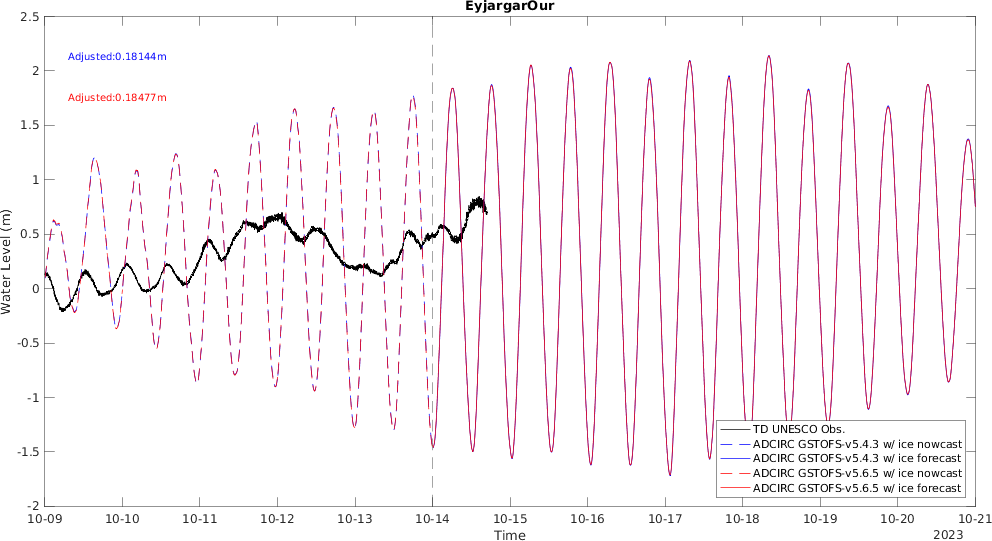 EyjargarOur
2.5
2
1.5
1
0.5
0
-0.5
-1
-1.5
-2
Water Level (m)
Adjusted:0.18144m
Adjusted:0.18477m
TD UNESCO Obs.
ADCIRC GSTOFS-v5.4.3 w/ ice nowcast
ADCIRC GSTOFS-v5.4.3 w/ ice forecast
ADCIRC GSTOFS-v5.6.5 w/ ice nowcast
ADCIRC GSTOFS-v5.6.5 w/ ice forecast
10-09 10-10 10-11 10-12 10-13 10-14 10-15 10-16 10-17 10-18 10-19 10-20 10-21
Time
2023